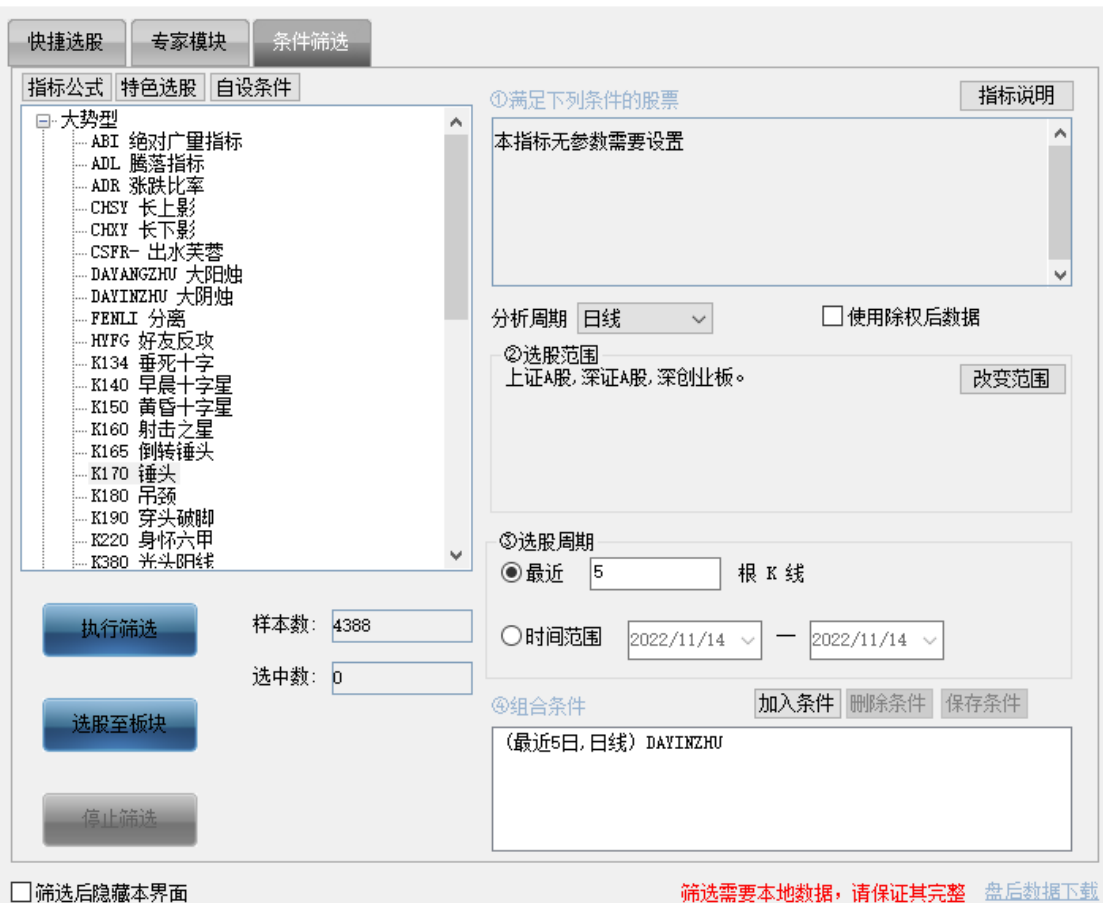 快捷选股 专家模块 条件筛选
指标公式 特色选股 自设条件
大势型
ABI 绝对广量指标
ADL 腾落指标
ADR 涨跌比率
CHSY 长上影
CHXY 长下影
CSFR- 出水芙蓉
DAYANGZHU 大阳烛
DAYINZHU 大阴烛
FENLI 分离
HYFG 好友反攻
K134 垂死十字
K140 早晨十字星
K150 黄昏十字星
K160 射击之星
K165 倒转锤头
K170 锤头
K180 吊颈
K190 穿头破脚
K220 身怀六甲
K380 光头阴线
执行筛选
样本数: 4388
选中数: 0
选股至板块
停止筛选
①满足下列条件的股票 指标说明
本指标无参数需要设置
分析周期 日线 使用除权后数据
②选股范围
上证A股,深证A股,深创业板。 改变范围
③选股周期
最近 5 根 K 线
时间范围 2022/11/14 一 2022/11/14
④组合条件 加入条件 删除条件 保存条件
(最近5日,日线) DAYINZHU
筛选后隐藏本界面 筛选需要本地数据，请保证其完整 盘后数据下载